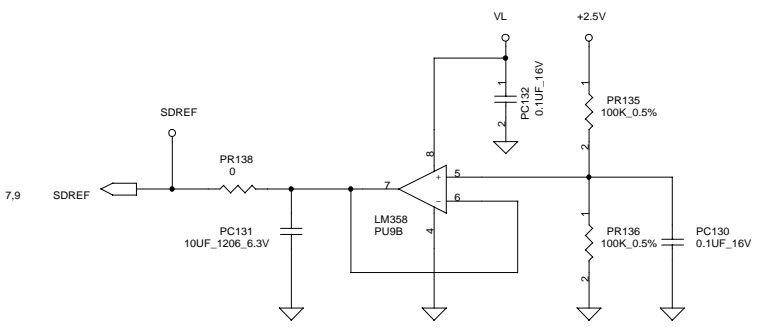 VL
+2.5V
1
PC132
0.1UF_16V
2
1
PR135
100K_0.5%
2
SDREF
PR138
0
8
7,9
SDREF
7
+
5
-
6
PC131
10UF_1206_6.3V
LM358
PU9B
4
1
PR136
100K_0.5%
2
PC130
0.1UF_16V